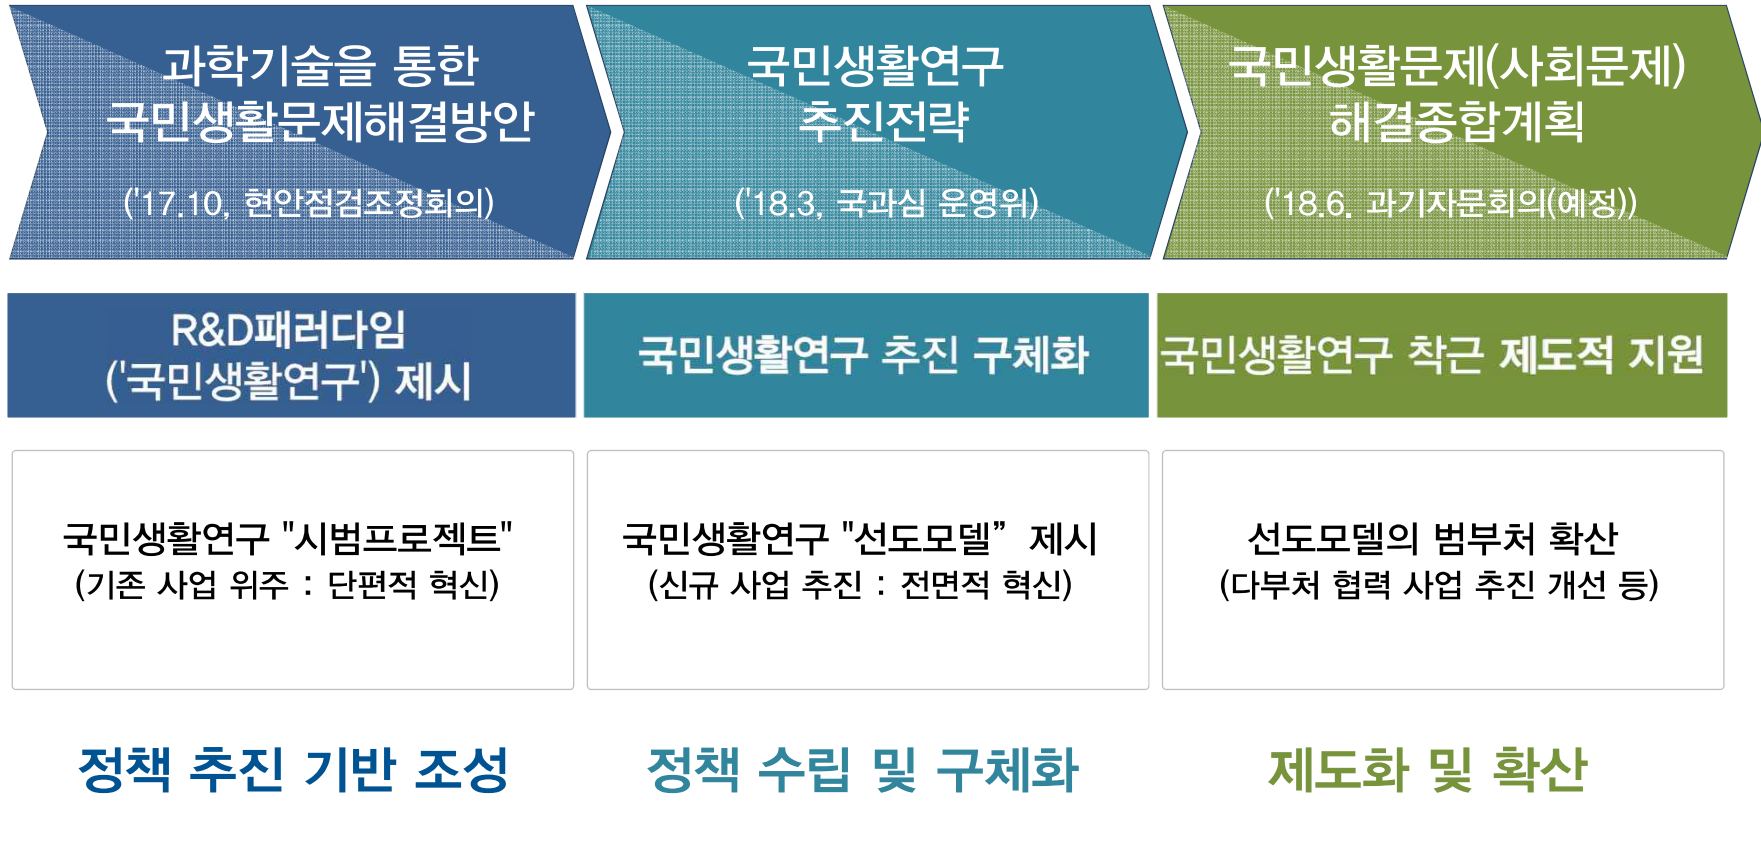 과학기술을 통한
국민생활문제해결방안
('17.10, 현안점검조정회의)
국민생활연구
추진전략
('18.3, 국과심 운영위)
국민생활문제(사회문제)
해결종합계획
('18.6. 과기자문회의(예정))
R&D패러다임
('국민생활연구') 제시
국민생활연구 추진 구체화
국민생활연구 착근 제도적 지원
국민생활연구 "시범프로젝트"
(기존 사업 위주 : 단편적 혁신)
국민생활연구 "선도모델” 제시
(신규 사업 추진 : 전면적 혁신)
선도모델의 범부처 확산
(다부처 협력 사업 추진 개선 등)
정책 추진 기반 조성
정책 수립 및 구체화
제도화 및 확산